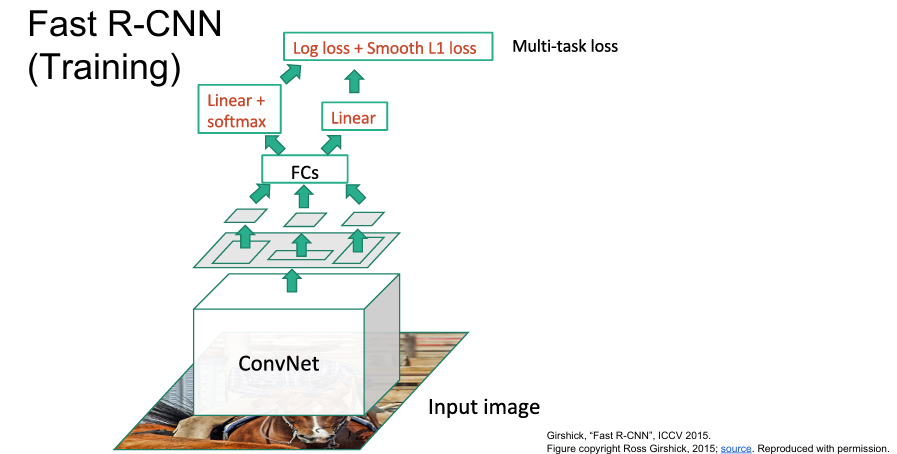 Fast R-CNN
(Training)
Log loss + Smooth L1 loss
Multi-task loss
Linear +
softmax
Linear
FCs
ConvNet
Input image
Girshick, “Fast R-CNN”, ICCV 2015.
Figure copyright Ross Girshick, 2015; source. Reproduced with permission.